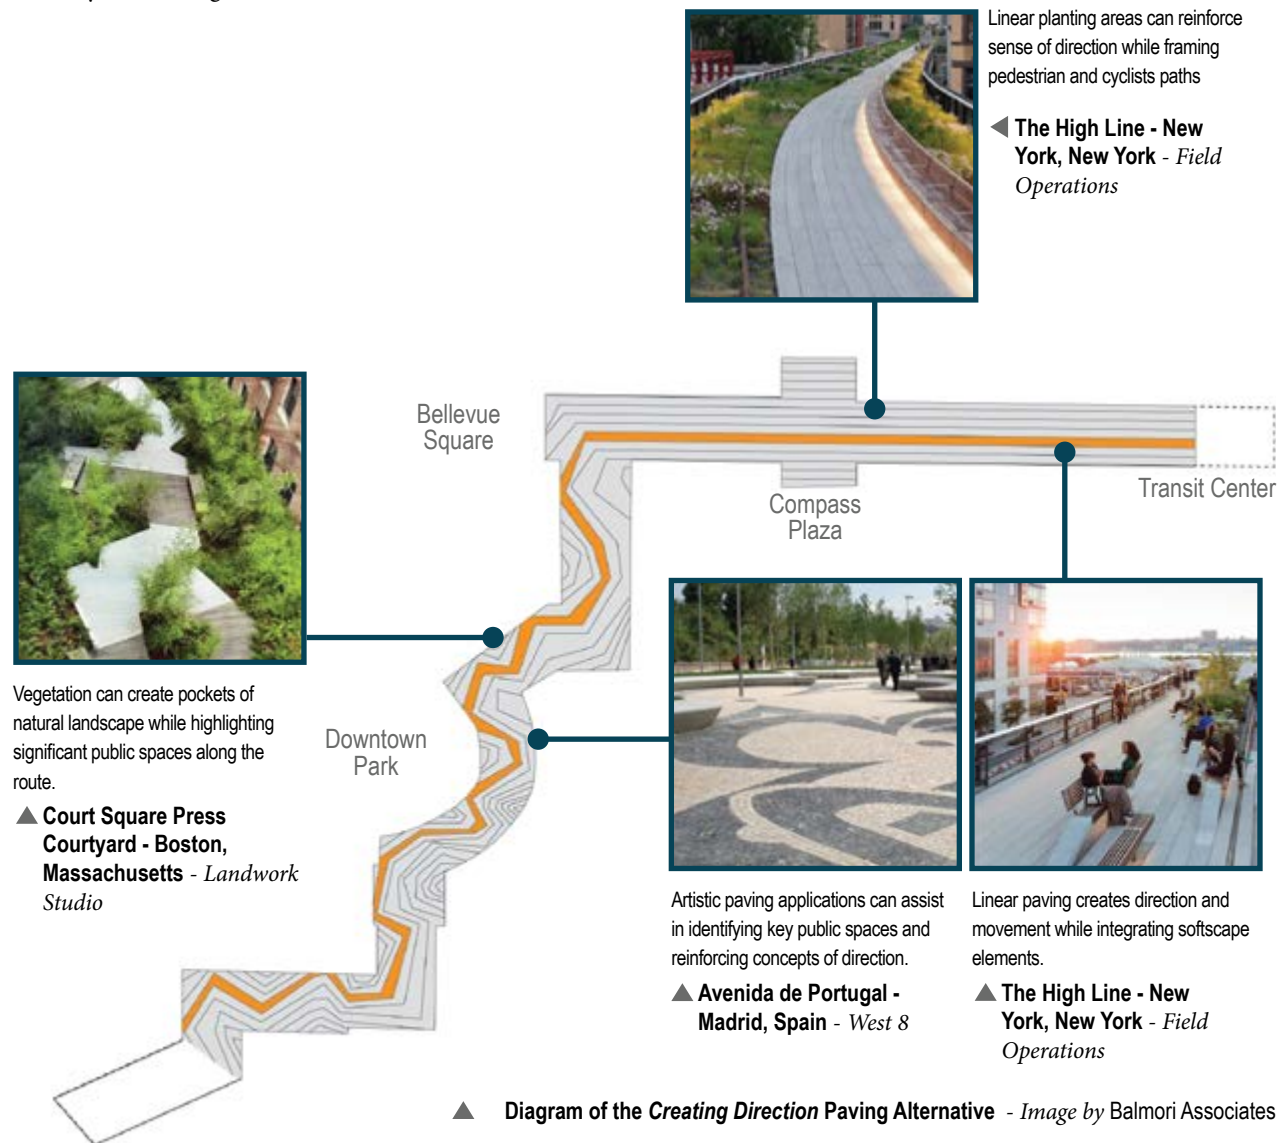 Linear planting areas can reinforce
sense of direction while framing
pedestrian and cyclists paths
The High Line - New
York, New York - Field
Operations
Bellevue
Square
Compass
Plaza
Transit Center
Downtown
Park
Vegetation can create pockets of
natural landscape while highlighting
significant public spaces along the
route.
Court Square Press
Courtyard - Boston,
Massachusetts - Landwork
Studio
Artistic paving applications can assist
in identifying key public spaces and
reinforcing concepts of direction.
Avenida de Portugal -
Madrid, Spain - West 8
Linear paving creates direction and
movement while integrating softscape
elements.
The High Line - New
York, New York - Field
Operations
Diagram of the Creating Direction Paving Alternative - Image by Balmori Associates